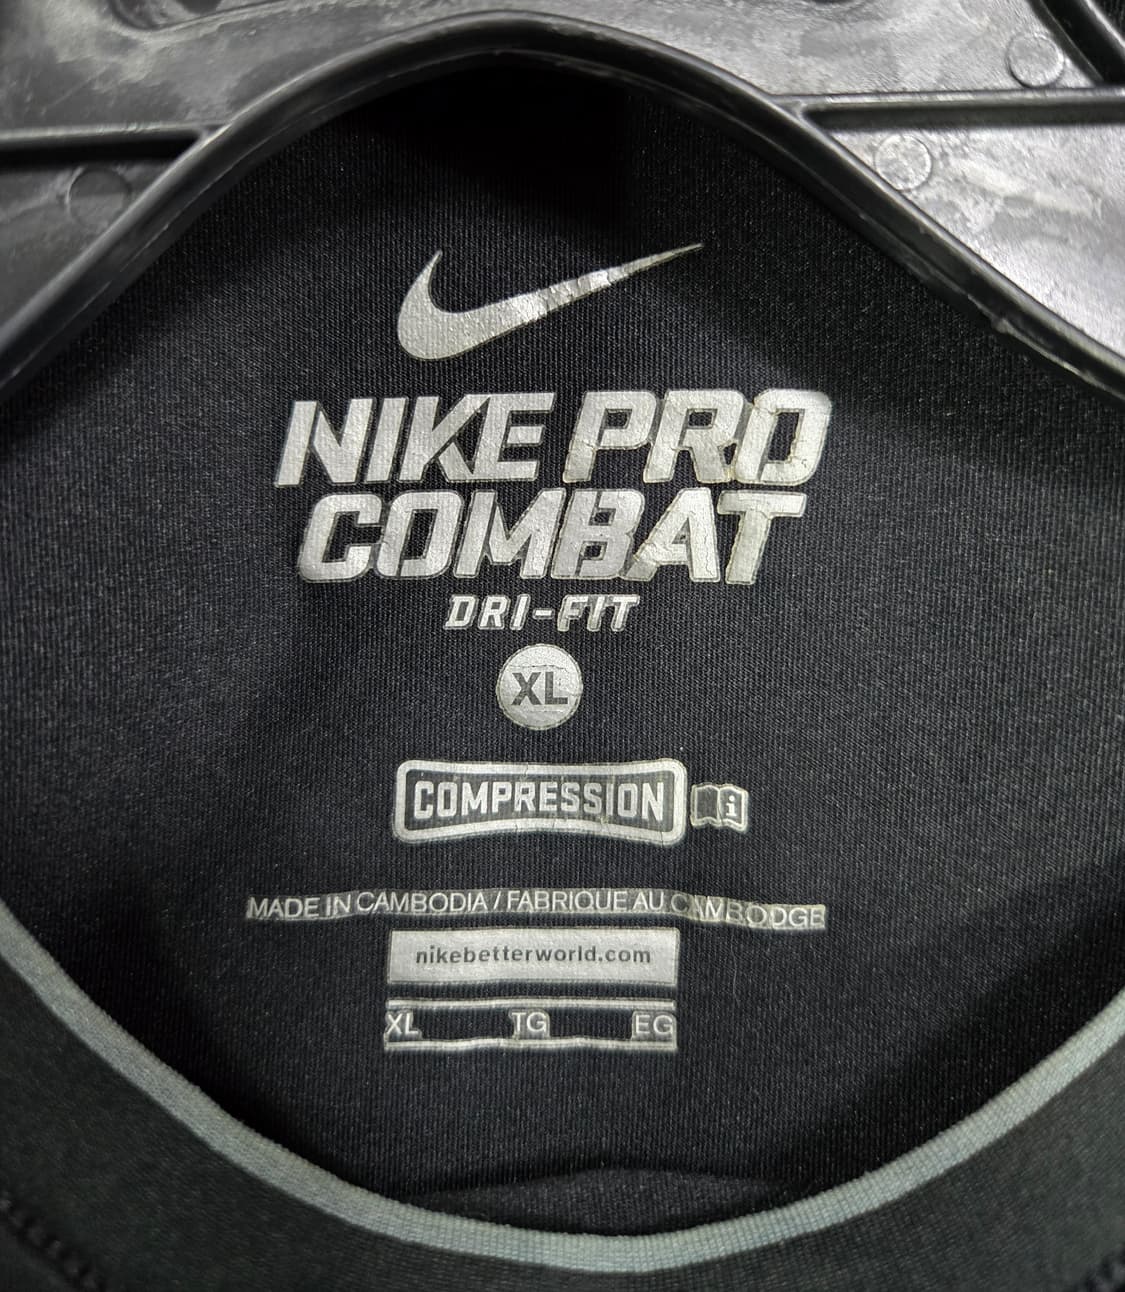 NIKE PRO
COMBAT
DRI-FIT
XL
COMPRESSION i
MADE IN CAMBODIA / FABRIQUE AU CAMBODGE
nikebetterworld.com
XL TG EG